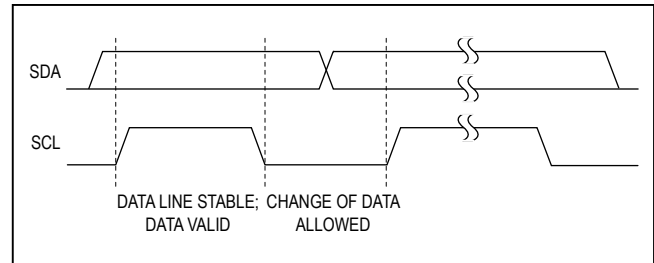 SDA
SCL
DATA LINE STABLE;
DATA VALID
CHANGE OF DATA
ALLOWED